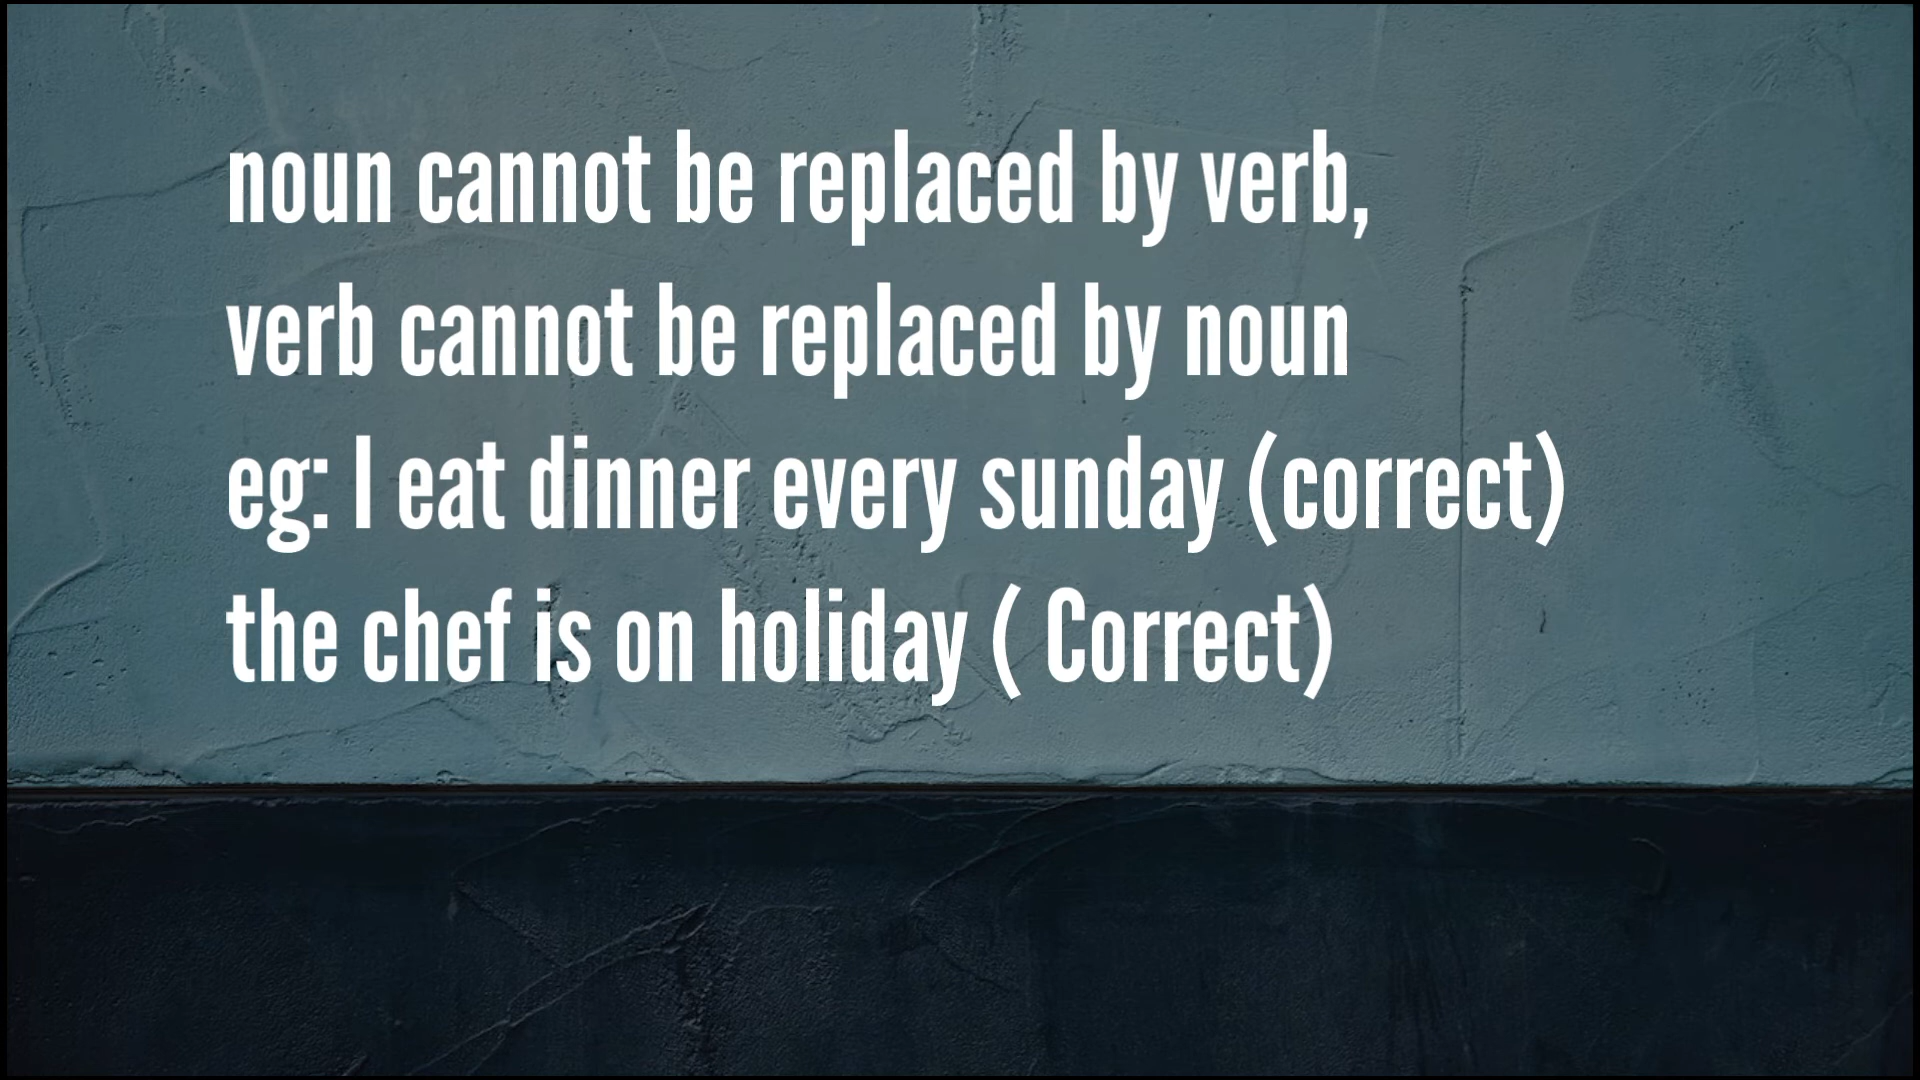 noun cannot be replaced by verb,
verb cannot be replaced by noun
eg: I eat dinner every sunday (correct)
the chef is on holiday ( Correct)